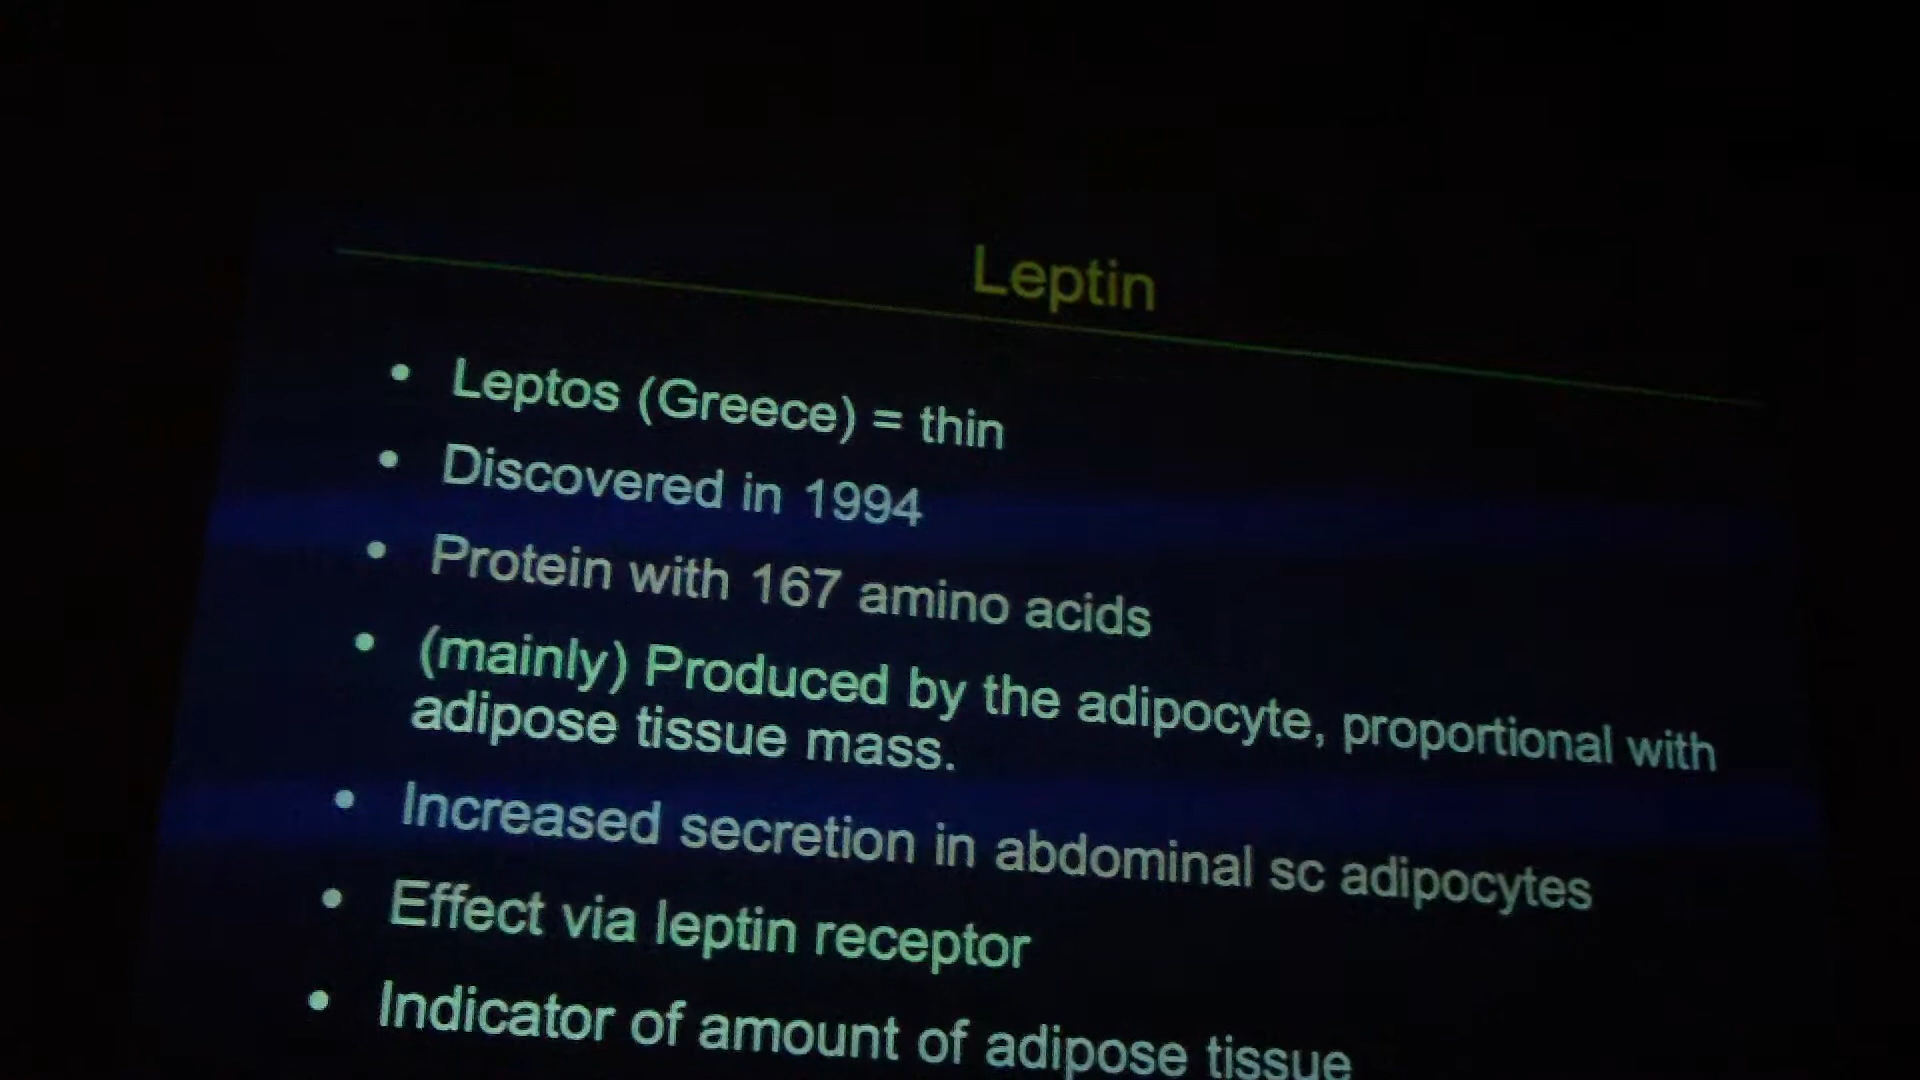 Leptin
• Leptos (Greece) = thin
• Discovered in 1994
• Protein with 167 amino acids
• (mainly) Produced by the adipocyte, proportional with
adipose tissue mass.
• Increased secretion in abdominal sc adipocytes
• Effect via leptin receptor
• Indicator of amount of adipose tissue